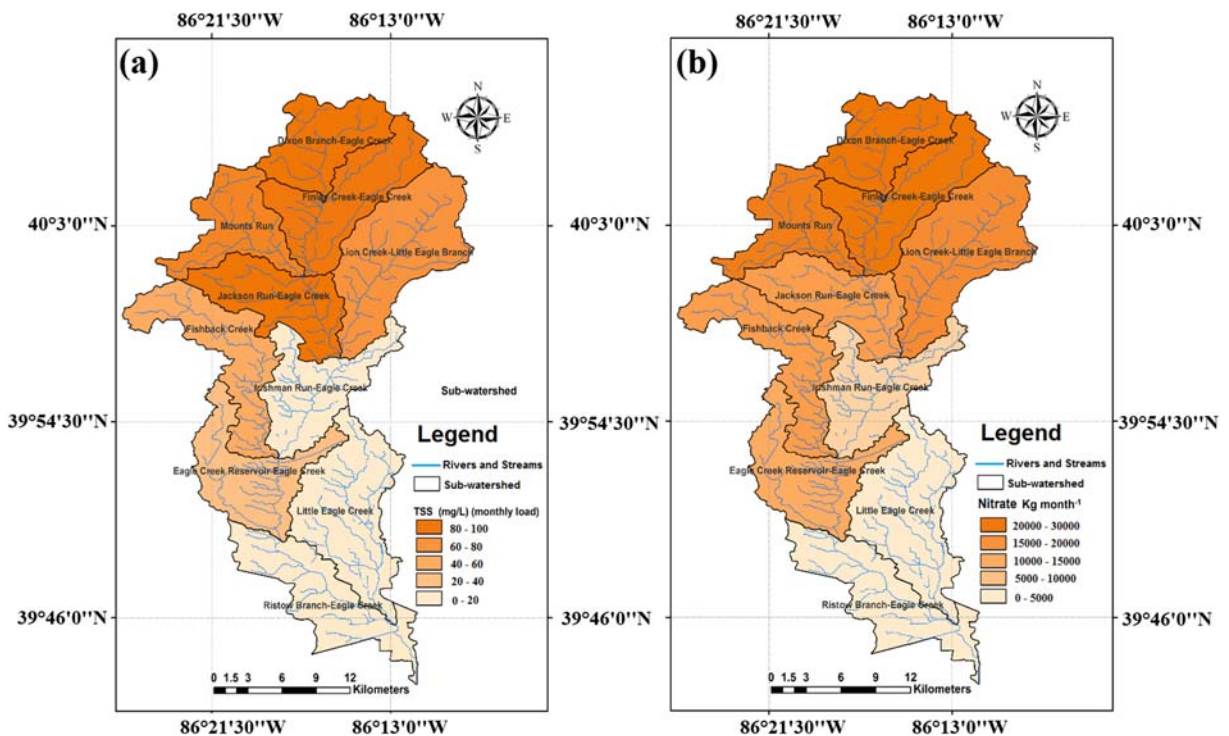 86°21'30''W 86°13'0''W
(a)
N
W E
S
Dixon Branch-Eagle Creek
Finley Creek-Eagle Creek
40°3'0''N
Mounts Run
Lion Creek-Little Eagle Branch
Jackson Run-Eagle Creek
Fishback Creek
Irishman Run-Eagle Creek
Sub-watershed
39°54'30''N
Legend
Eagle Creek Reservoir-Eagle Creek
Rivers and Streams
Sub-watershed
Little Eagle Creek
TSS (mg/L) (monthly load)
80 - 100
60 - 80
40 - 60
20 - 40
0 - 20
Ristow Branch-Eagle Creek
39°46'0''N
0 1.5 3 6 9 12
Kilometers
86°21'30''W 86°13'0''W
86°21'30''W 86°13'0''W
(b)
N
W E
S
Dixon Branch-Eagle Creek
Finley Creek-Eagle Creek
40°3'0''N
40°3'0''N
Mounts Run
Lion Creek-Little Eagle Branch
Jackson Run-Eagle Creek
Fishback Creek
Irishman Run-Eagle Creek
39°54'30''N
39°54'30''N
Legend
Eagle Creek Reservoir-Eagle Creek
Rivers and Streams
Sub-watershed
Little Eagle Creek
Nitrate Kg month⁻¹
20000 - 30000
15000 - 20000
10000 - 15000
5000 - 10000
0 - 5000
Ristow Branch-Eagle Creek
39°46'0''N
39°46'0''N
0 1.5 3 6 9 12
Kilometers
86°21'30''W 86°13'0''W